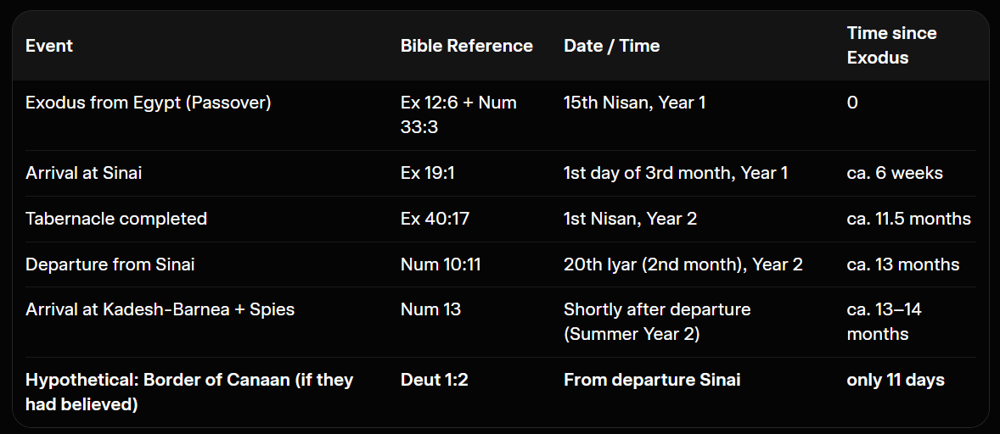 Event
Bible Reference
Date / Time
Time since
Exodus
Exodus from Egypt (Passover)
Ex 12:6 + Num
33:3
15th Nisan, Year 1
0
Arrival at Sinai
Ex 19:1
1st day of 3rd month, Year 1
ca. 6 weeks
Tabernacle completed
Ex 40:17
1st Nisan, Year 2
ca. 11.5 months
Departure from Sinai
Num 10:11
20th Iyar (2nd month), Year 2
ca. 13 months
Arrival at Kadesh-Barnea + Spies
Num 13
Shortly after departure
(Summer Year 2)
ca. 13–14
months
Hypothetical: Border of Canaan (if they
had believed)
Deut 1:2
From departure Sinai
only 11 days